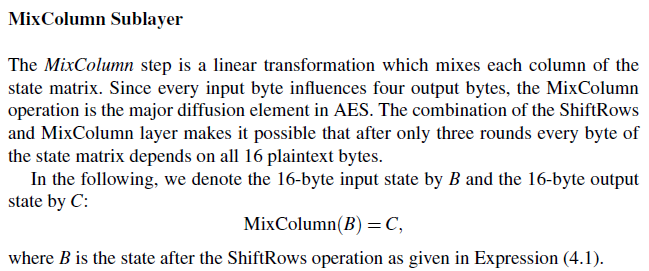 MixColumn Sublayer
The MixColumn step is a linear transformation which mixes each column of the
state matrix. Since every input byte influences four output bytes, the MixColumn
operation is the major diffusion element in AES. The combination of the ShiftRows
and MixColumn layer makes it possible that after only three rounds every byte of
the state matrix depends on all 16 plaintext bytes.
In the following, we denote the 16-byte input state by B and the 16-byte output
state by C:
MixColumn(B) = C,
where B is the state after the ShiftRows operation as given in Expression (4.1).